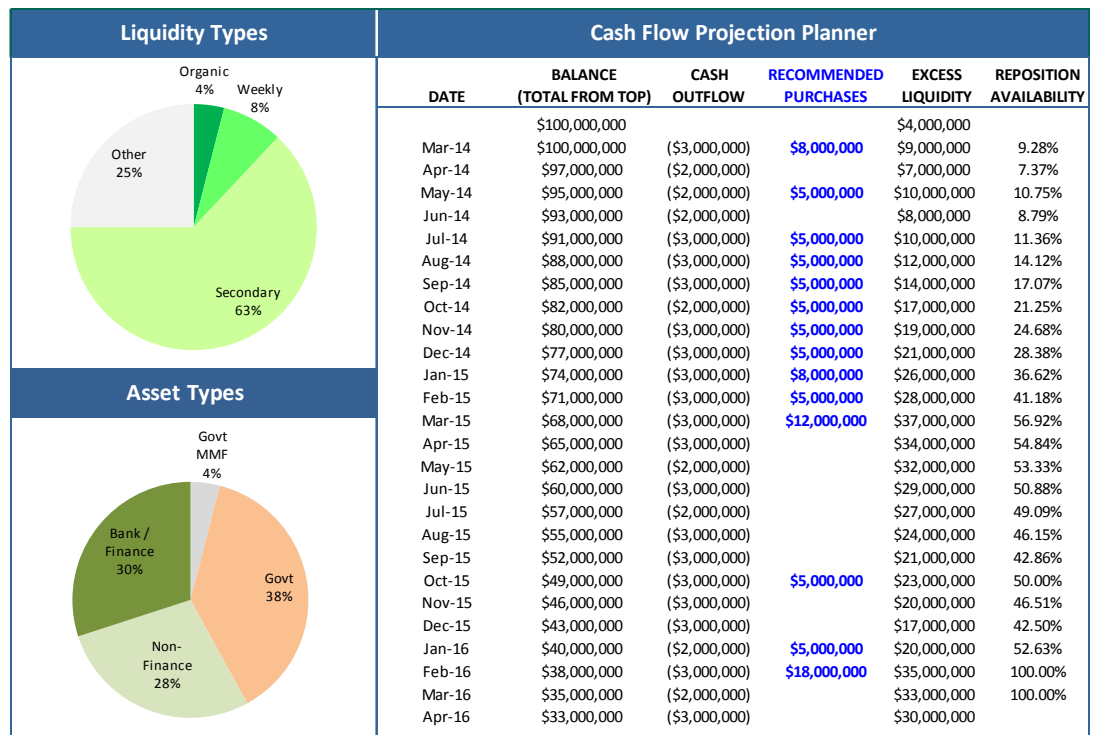 Liquidity Types
Organic
4%
Weekly
8%
Other
25%
Secondary
63%
Asset Types
Govt
MMF
4%
Bank /
Finance
30%
Govt
38%
Non-
Finance
28%
Cash Flow Projection Planner
BALANCE CASH RECOMMENDED EXCESS REPOSITION
DATE (TOTAL FROM TOP) OUTFLOW PURCHASES LIQUIDITY AVAILABILITY
$100,000,000 $4,000,000
Mar-14 $100,000,000 ($3,000,000) $8,000,000 $9,000,000 9.28%
Apr-14 $97,000,000 ($2,000,000) $7,000,000 7.37%
May-14 $95,000,000 ($2,000,000) $5,000,000 $10,000,000 10.75%
Jun-14 $93,000,000 ($2,000,000) $8,000,000 8.79%
Jul-14 $91,000,000 ($3,000,000) $5,000,000 $10,000,000 11.36%
Aug-14 $88,000,000 ($3,000,000) $5,000,000 $12,000,000 14.12%
Sep-14 $85,000,000 ($3,000,000) $5,000,000 $14,000,000 17.07%
Oct-14 $82,000,000 ($2,000,000) $5,000,000 $17,000,000 21.25%
Nov-14 $80,000,000 ($3,000,000) $5,000,000 $19,000,000 24.68%
Dec-14 $77,000,000 ($3,000,000) $5,000,000 $21,000,000 28.38%
Jan-15 $74,000,000 ($3,000,000) $8,000,000 $26,000,000 36.62%
Feb-15 $71,000,000 ($3,000,000) $5,000,000 $28,000,000 41.18%
Mar-15 $68,000,000 ($3,000,000) $12,000,000 $37,000,000 56.92%
Apr-15 $65,000,000 ($3,000,000) $34,000,000 54.84%
May-15 $62,000,000 ($2,000,000) $32,000,000 53.33%
Jun-15 $60,000,000 ($3,000,000) $29,000,000 50.88%
Jul-15 $57,000,000 ($2,000,000) $27,000,000 49.09%
Aug-15 $55,000,000 ($3,000,000) $24,000,000 46.15%
Sep-15 $52,000,000 ($3,000,000) $21,000,000 42.86%
Oct-15 $49,000,000 ($3,000,000) $5,000,000 $23,000,000 50.00%
Nov-15 $46,000,000 ($3,000,000) $20,000,000 46.51%
Dec-15 $43,000,000 ($3,000,000) $17,000,000 42.50%
Jan-16 $40,000,000 ($2,000,000) $5,000,000 $20,000,000 52.63%
Feb-16 $38,000,000 ($3,000,000) $18,000,000 $35,000,000 100.00%
Mar-16 $35,000,000 ($2,000,000) $33,000,000 100.00%
Apr-16 $33,000,000 ($3,000,000) $30,000,000